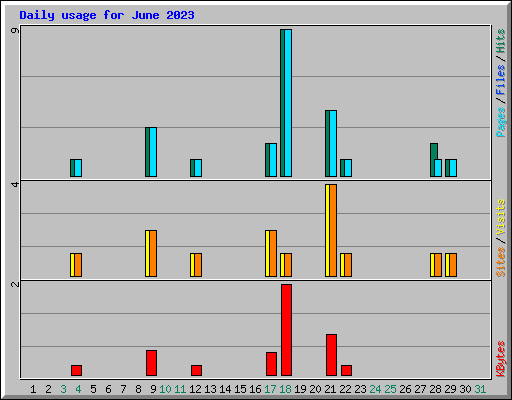 Daily usage for June 2023
9
4
2
Pages/Files/Hits
Sites/Visits
KBytes
1 2 3 4 5 6 7 8 9 10 11 12 13 14 15 16 17 18 19 20 21 22 23 24 25 26 27 28 29 30 31